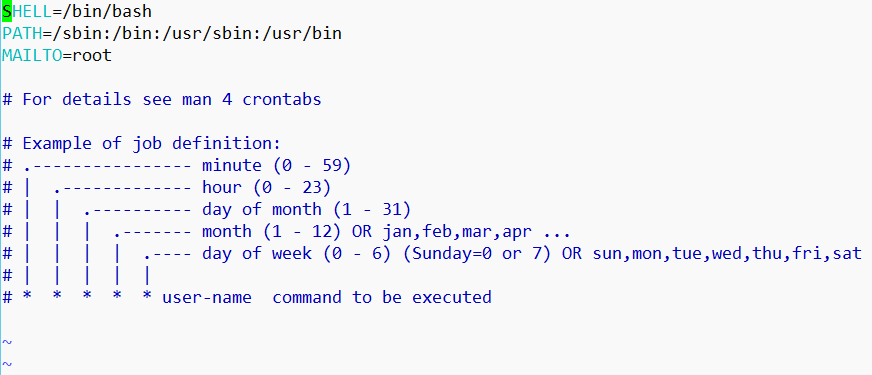 SHELL=/bin/bash
PATH=/sbin:/bin:/usr/sbin:/usr/bin
MAILTO=root

# For details see man 4 crontabs

# Example of job definition:
# .---------------- minute (0 - 59)
# |  .------------- hour (0 - 23)
# |  |  .---------- day of month (1 - 31)
# |  |  |  .------- month (1 - 12) OR jan,feb,mar,apr ...
# |  |  |  |  .---- day of week (0 - 6) (Sunday=0 or 7) OR sun,mon,tue,wed,thu,fri,sat
# |  |  |  |  |
# *  *  *  *  * user-name  command to be executed

~
~